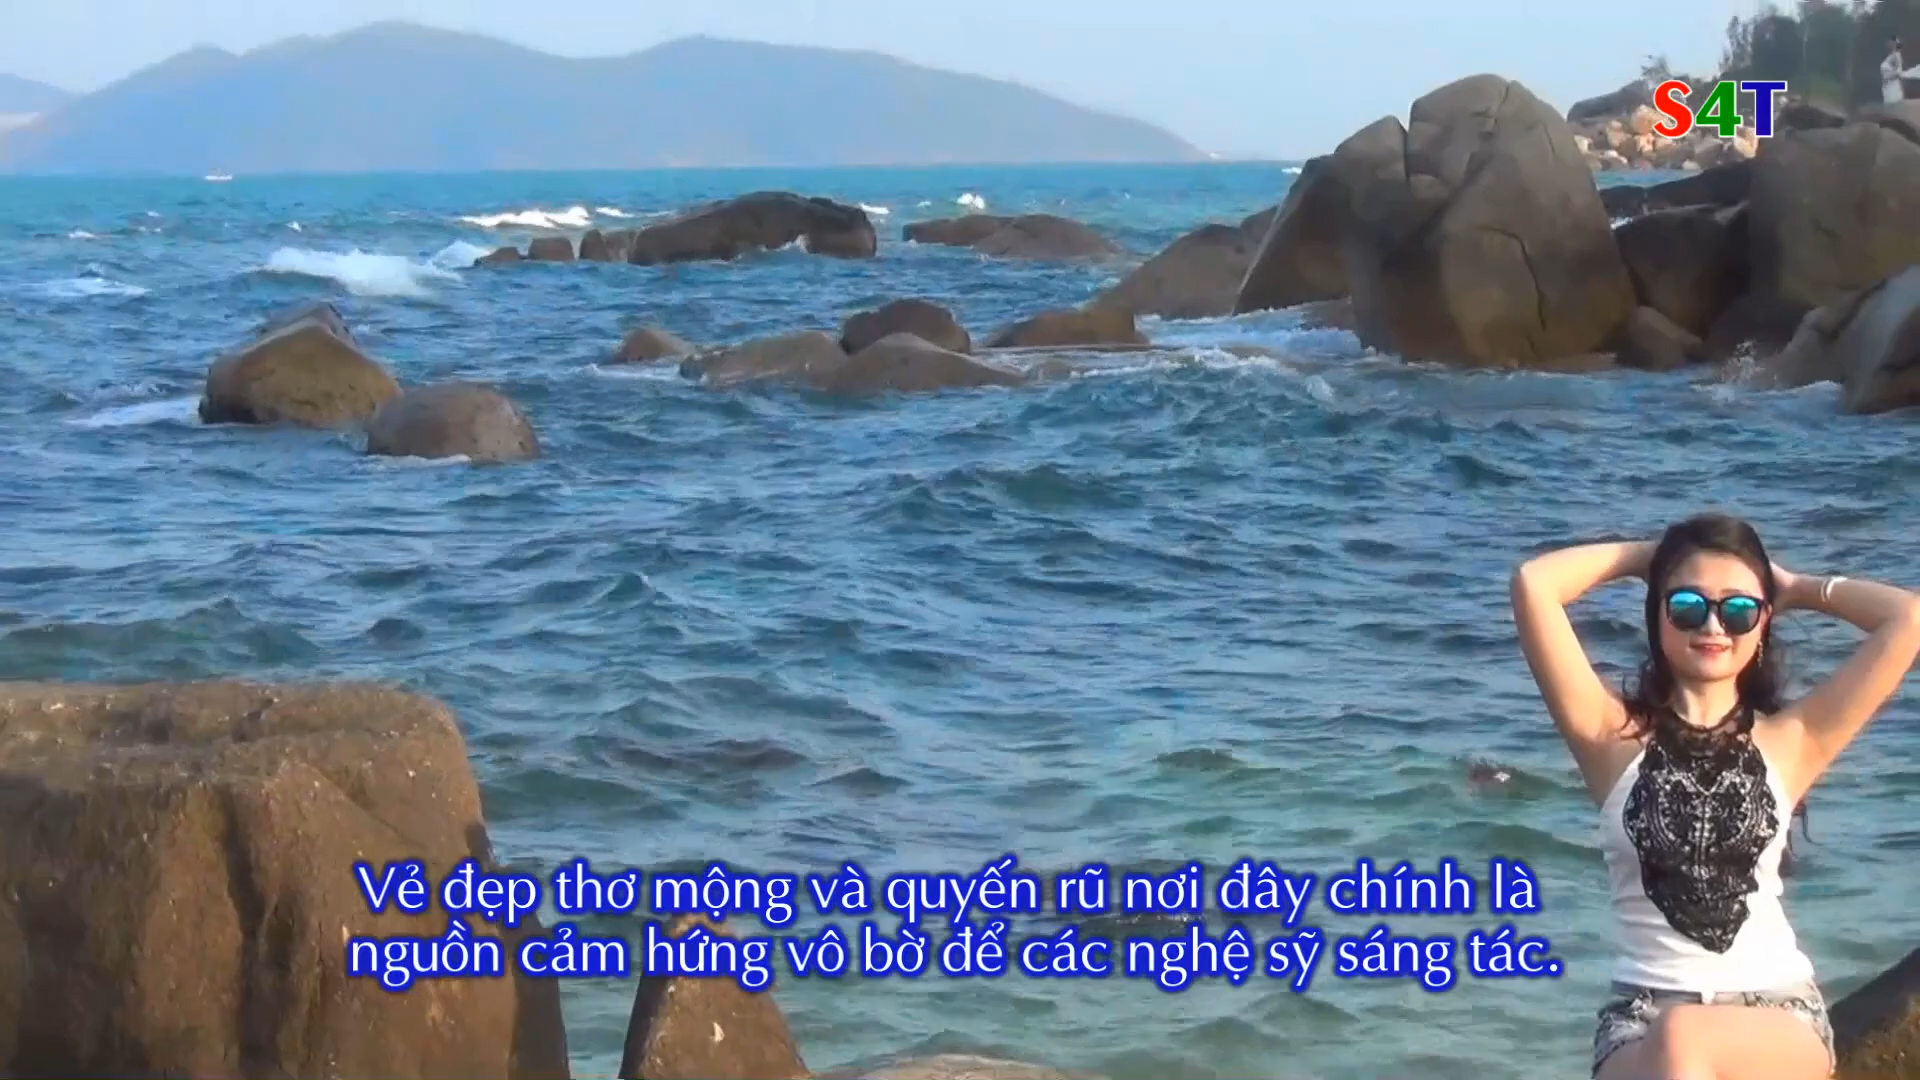 S4T
Vẻ đẹp thơ mộng và quyến rũ nơi đây chính là
nguồn cảm hứng vô bờ để các nghệ sỹ sáng tác.